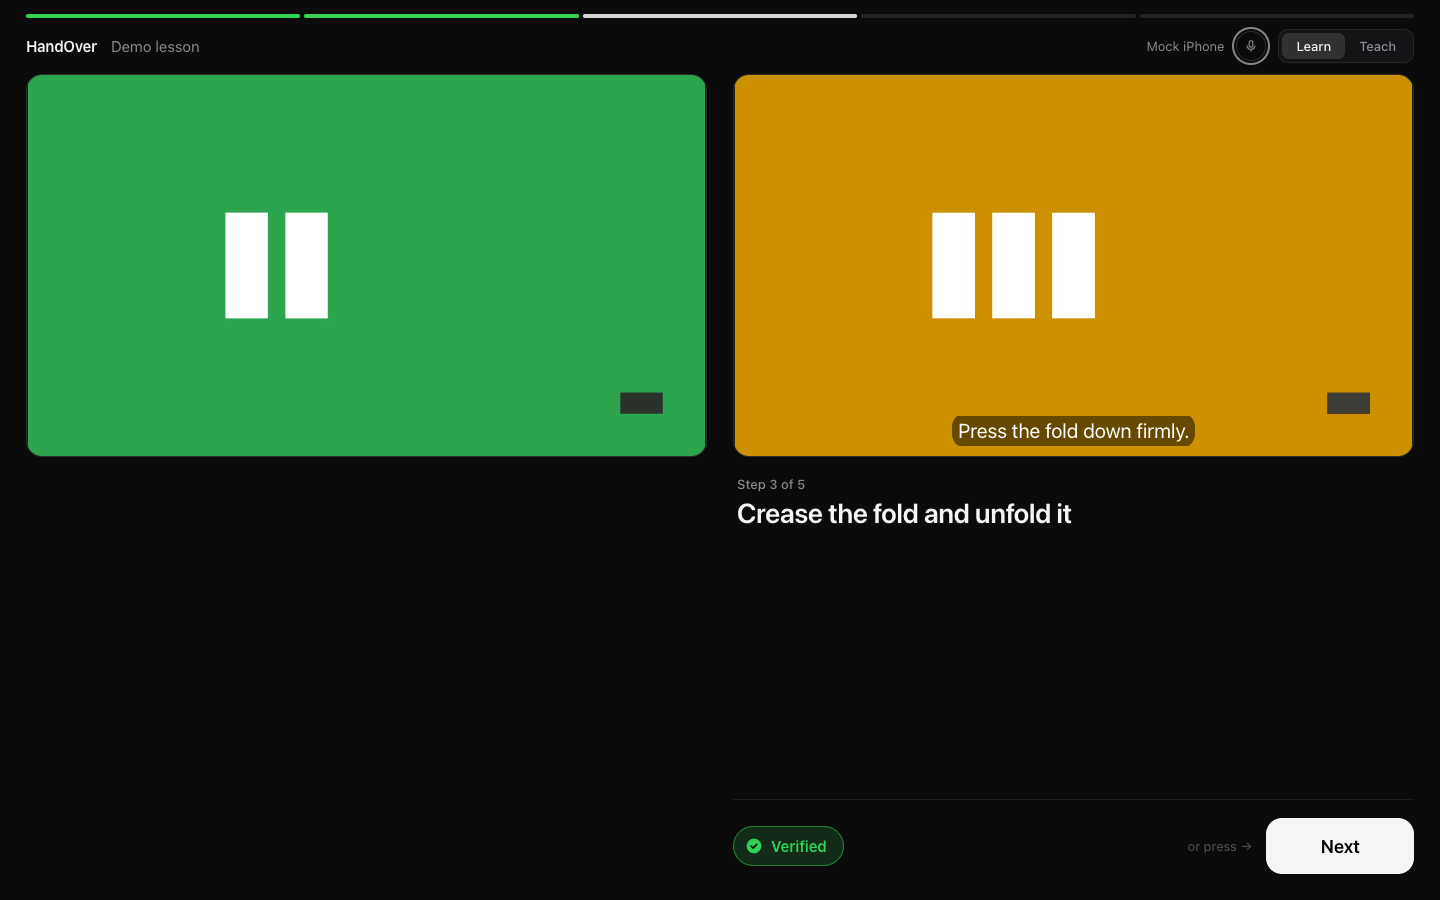 HandOver
Demo lesson
Mock iPhone
Learn
Teach
Press the fold down firmly.
Step 3 of 5
Crease the fold and unfold it
Verified
or press →
Next